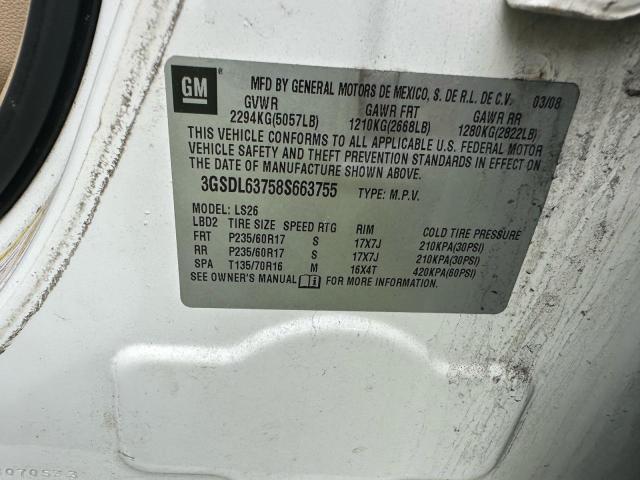 GM® MFD BY GENERAL MOTORS DE MEXICO, S. DE R.L. DE C.V. 03/08
GVWR GAWR FRT GAWR RR
2294KG(5057LB) 1210KG(2668LB) 1280KG(2822LB)
THIS VEHICLE CONFORMS TO ALL APPLICABLE U.S. FEDERAL MOTOR
VEHICLE SAFETY AND THEFT PREVENTION STANDARDS IN EFFECT ON
THE DATE OF MANUFACTURE SHOWN ABOVE.
3GSDL63758S663755 TYPE: M.P.V.
MODEL: LS26
LBD2 TIRE SIZE SPEED RTG RIM COLD TIRE PRESSURE
FRT P235/60R17 S 17X7J 210KPA(30PSI)
RR P235/60R17 S 17X7J 210KPA(30PSI)
SPA T135/70R16 M 16X4T 420KPA(60PSI)
SEE OWNER'S MANUAL FOR MORE INFORMATION.